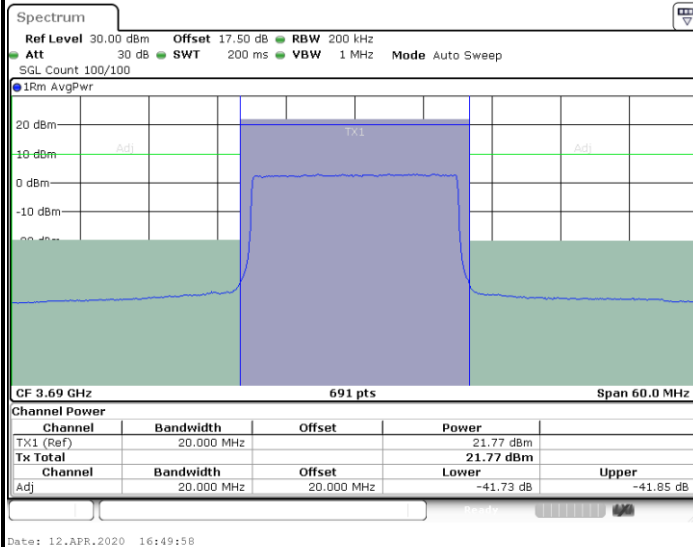 Spectrum
Ref Level 30.00 dBm Offset 17.50 dB RBW 200 kHz
Att 30 dB SWT 200 ms VBW 1 MHz Mode Auto Sweep
SGL Count 100/100
1Rm AvgPwr
20 dBm
TX1
Adj
Adj
10 dBm
0 dBm
-10 dBm
-20 dBm
CF 3.69 GHz 691 pts Span 60.0 MHz
Channel Power
Channel Bandwidth Offset Power
TX1 (Ref) 20.000 MHz 21.77 dBm
Tx Total 21.77 dBm
Channel Bandwidth Offset Lower Upper
Adj 20.000 MHz 20.000 MHz -41.73 dB -41.85 dB
Ready
Date: 12.APR.2020 16:49:58